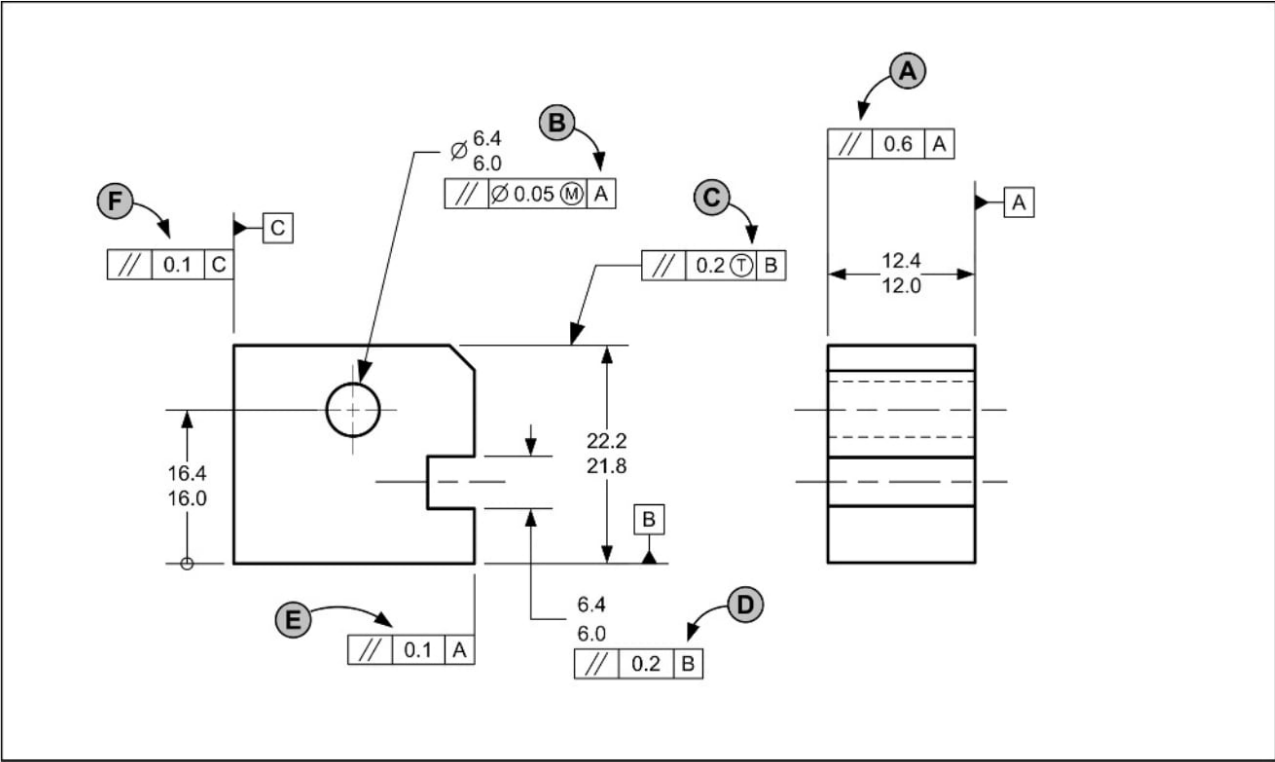 A
// 0.6 A
A
12.4
12.0
B
Ø 6.4
6.0
// Ø 0.05 Ⓜ A
C
// 0.2 Ⓣ B
F
C
// 0.1 C
16.4
16.0
22.2
21.8
B
E
// 0.1 A
6.4
6.0
D
// 0.2 B